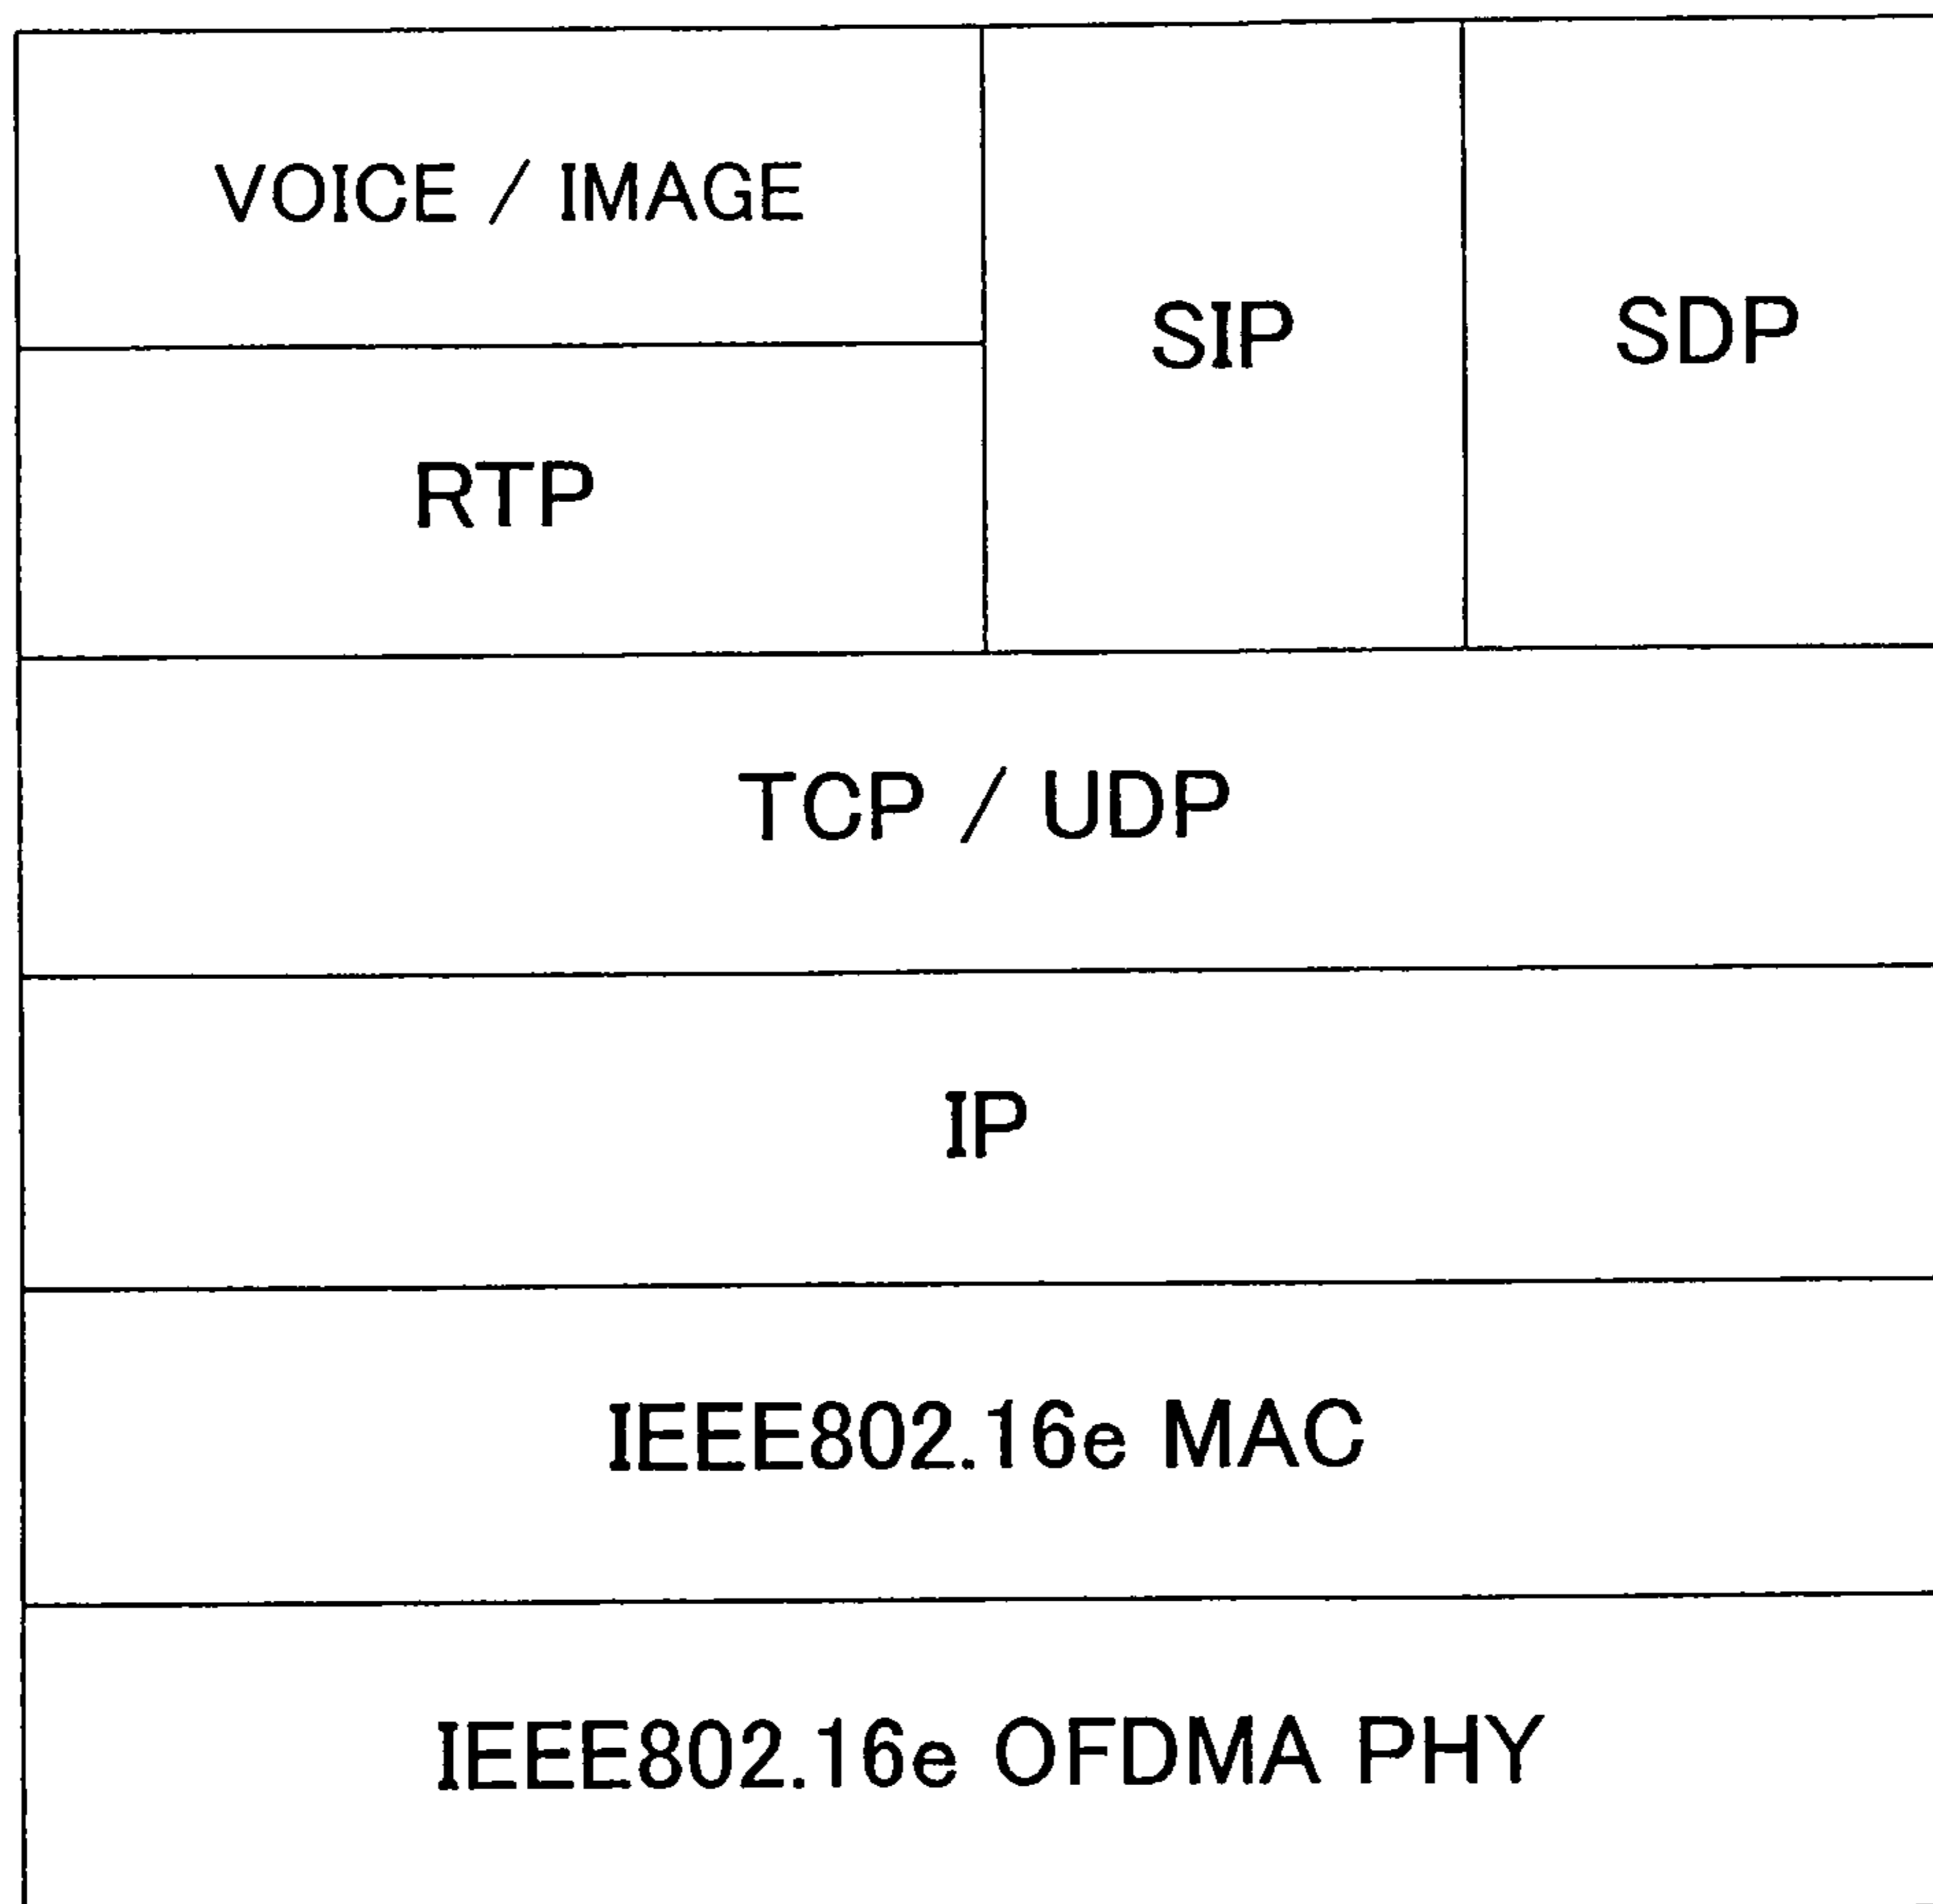 VOICE / IMAGE
RTP
SIP
SDP
TCP / UDP
IP
IEEE802.16e MAC
IEEE802.16e OFDMA PHY